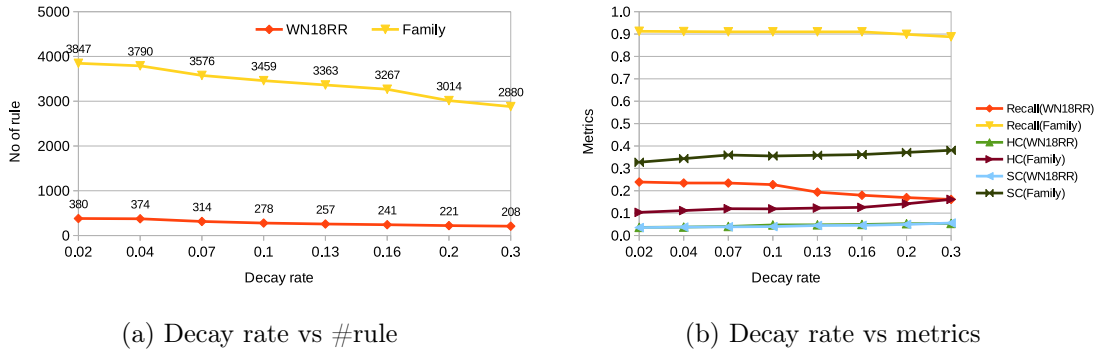 WN18RR Family
5000
4000
3000
2000
1000
0
No of rule
3847 3790 3576 3459 3363 3267 3014 2880
380 374 314 278 257 241 221 208
0.02 0.04 0.07 0.1 0.13 0.16 0.2 0.3
Decay rate
(a) Decay rate vs #rule
1.0
0.9
0.8
0.7
0.6
0.5
0.4
0.3
0.2
0.1
0.0
Metrics
0.02 0.04 0.07 0.1 0.13 0.16 0.2 0.3
Decay rate
Recall(WN18RR)
Recall(Family)
HC(WN18RR)
HC(Family)
SC(WN18RR)
SC(Family)
(b) Decay rate vs metrics